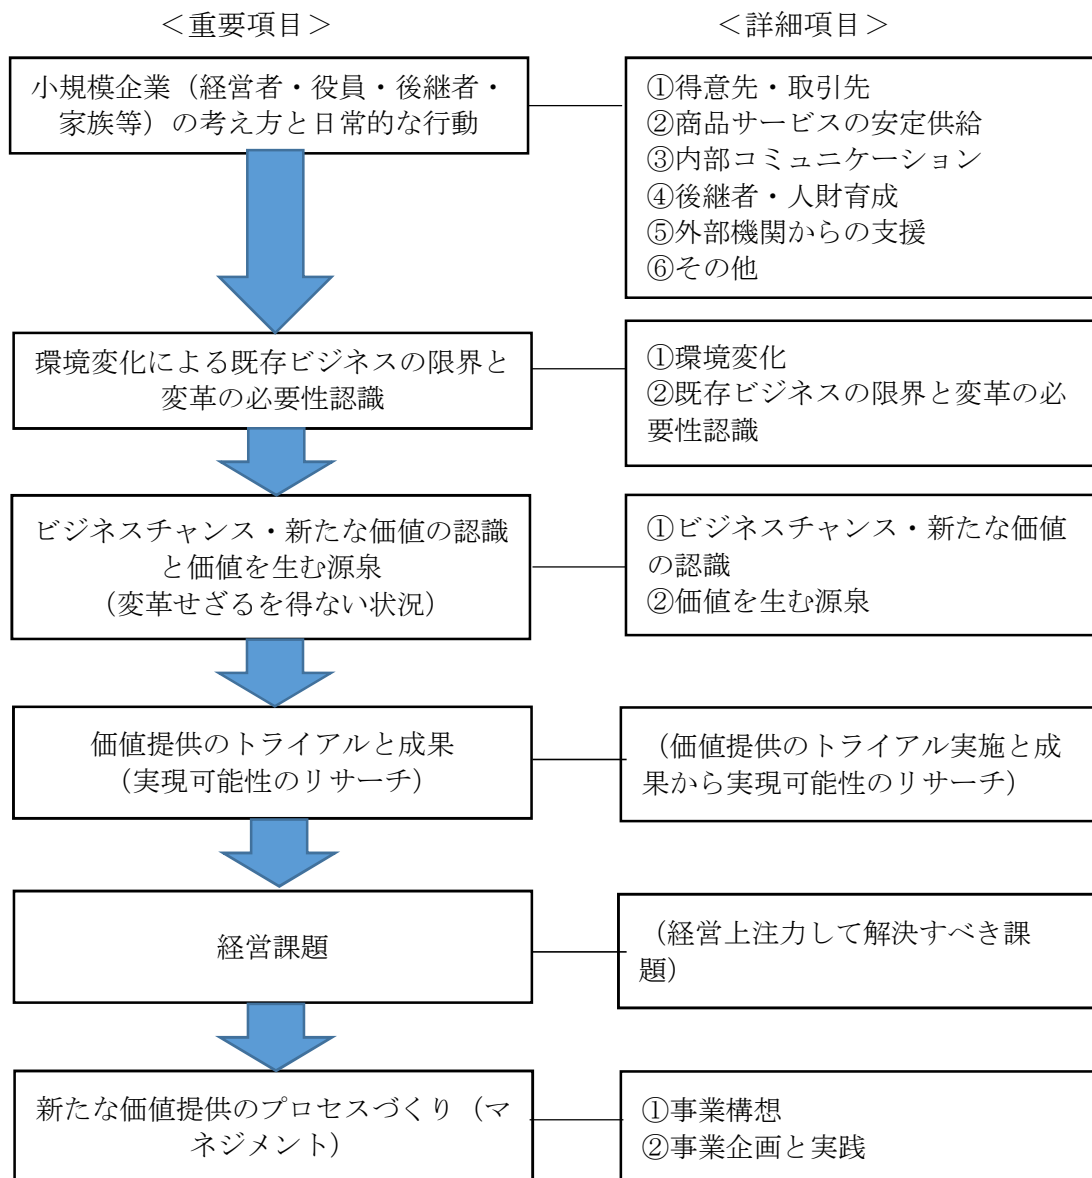 ＜重要項目＞
＜詳細項目＞
小規模企業（経営者・役員・後継者・
家族等）の考え方と日常的な行動
①得意先・取引先
②商品サービスの安定供給
③内部コミュニケーション
④後継者・人財育成
⑤外部機関からの支援
⑥その他
環境変化による既存ビジネスの限界と
変革の必要性認識
①環境変化
②既存ビジネスの限界と変革の必
要性認識
ビジネスチャンス・新たな価値の認識
と価値を生む源泉
（変革せざるを得ない状況）
①ビジネスチャンス・新たな価値
の認識
②価値を生む源泉
価値提供のトライアルと成果
（実現可能性のリサーチ）
（価値提供のトライアル実施と成
果から実現可能性のリサーチ）
経営課題
（経営上注力して解決すべき課
題）
新たな価値提供のプロセスづくり（マ
ネジメント）
①事業構想
②事業企画と実践